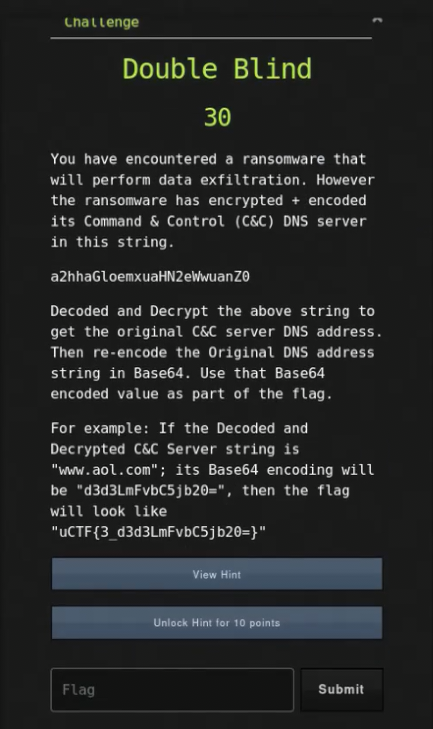 Challenge
Double Blind
30
You have encountered a ransomware that
will perform data exfiltration. However
the ransomware has encrypted + encoded
its Command & Control (C&C) DNS server
in this string.
a2hhaGloemxuaHN2eWwuanZ0
Decoded and Decrypt the above string to
get the original C&C server DNS address.
Then re-encode the Original DNS address
string in Base64. Use that Base64
encoded value as part of the flag.
For example: If the Decoded and
Decrypted C&C Server string is
"www.aol.com"; its Base64 encoding will
be "d3d3LmFvbC5jb20=", then the flag
will look like
"uCTF{3_d3d3LmFvbC5jb20=}"
View Hint
Unlock Hint for 10 points
Flag
Submit